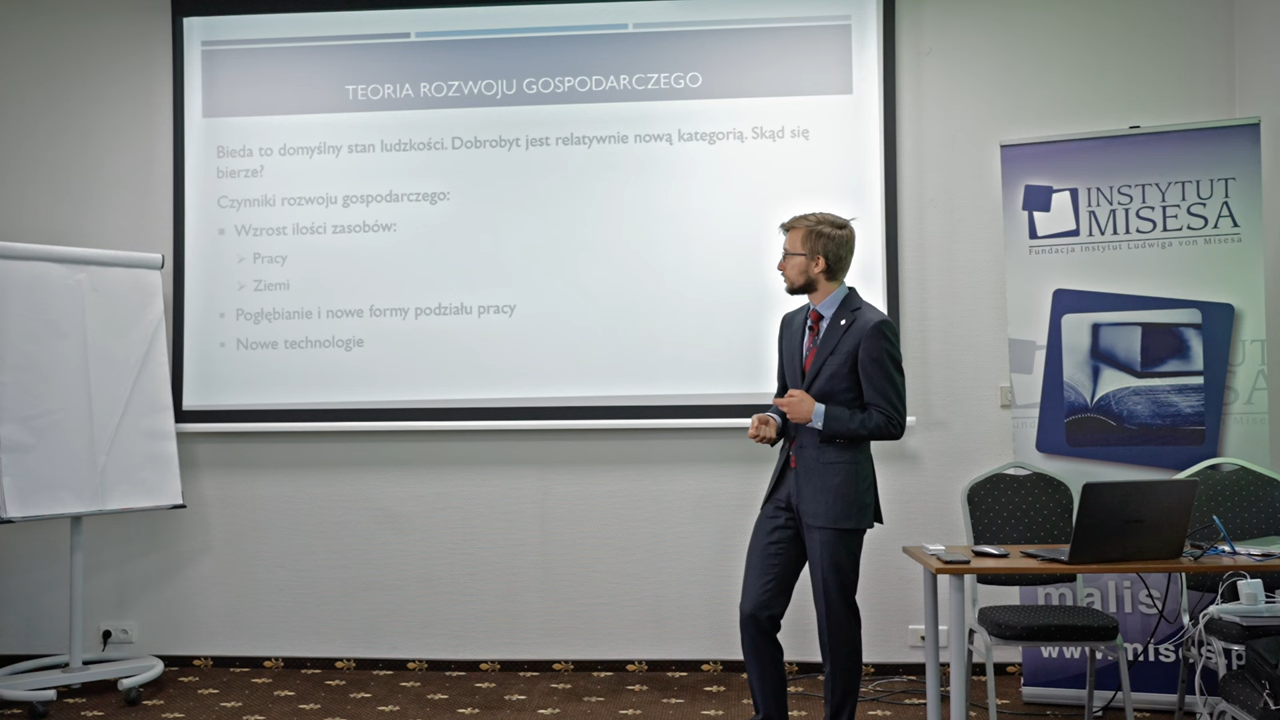 TEORIA ROZWOJU GOSPODARCZEGO
Bieda to domyślny stan ludzkości. Dobrobyt jest relatywnie nową kategorią. Skąd się
bierze?
Czynniki rozwoju gospodarczego:
Wzrost ilości zasobów:
Pracy
Ziemi
Pogłębianie i nowe formy podziału pracy
Nowe technologie
INSTYTUT
MISESA
Fundacja Instytut Ludwiga von Misesa
malis
www.mises.p